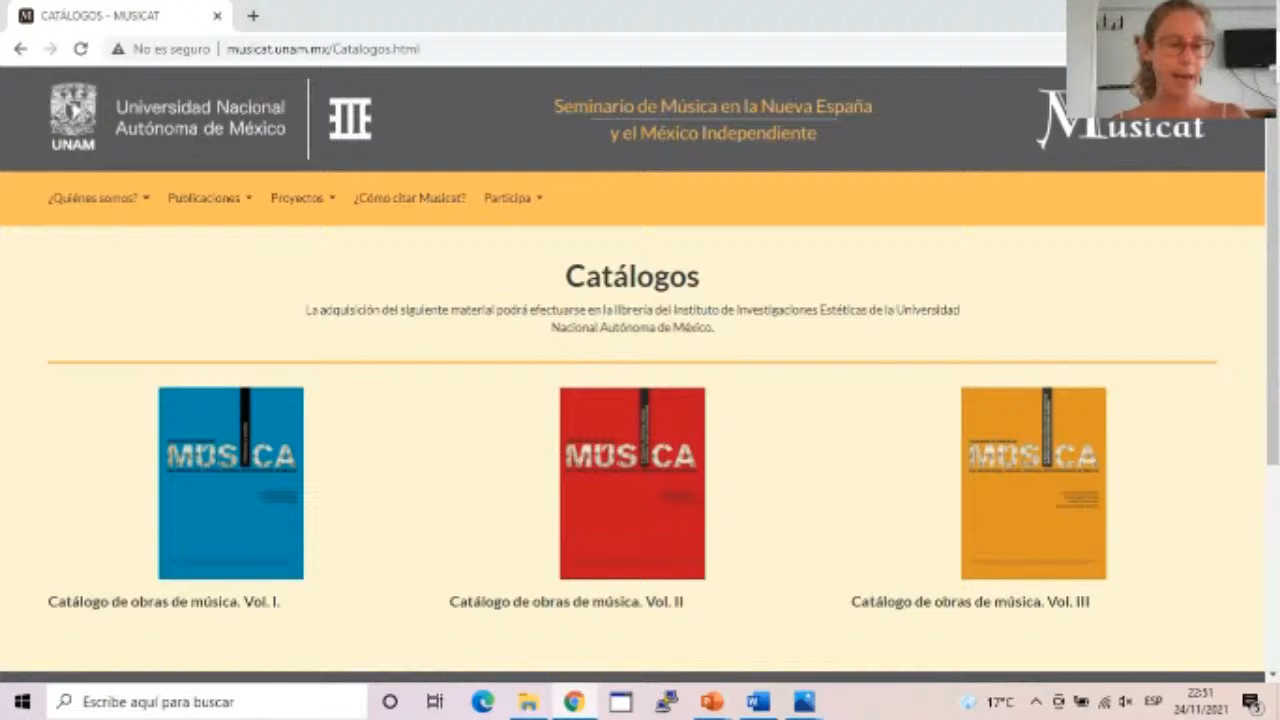 CATÁLOGOS - MUSICAT
No es seguro | musicat.unam.mx/Catalogos.html
UNAM
Universidad Nacional
Autónoma de México
Seminario de Música en la Nueva España
y el México Independiente
Musicat
¿Quiénes somos? Publicaciones Proyectos ¿Cómo citar Musicat? Participa
Catálogos
La adquisición del siguiente material podrá efectuarse en la librería del Instituto de Investigaciones Estéticas de la Universidad
Nacional Autónoma de México.
MÚSICA
MÚSICA
MÚSICA
Catálogo de obras de música. Vol. I.
Catálogo de obras de música. Vol. II
Catálogo de obras de música. Vol. III
Escribe aquí para buscar
17°C
ESP
22:51
24/11/2021